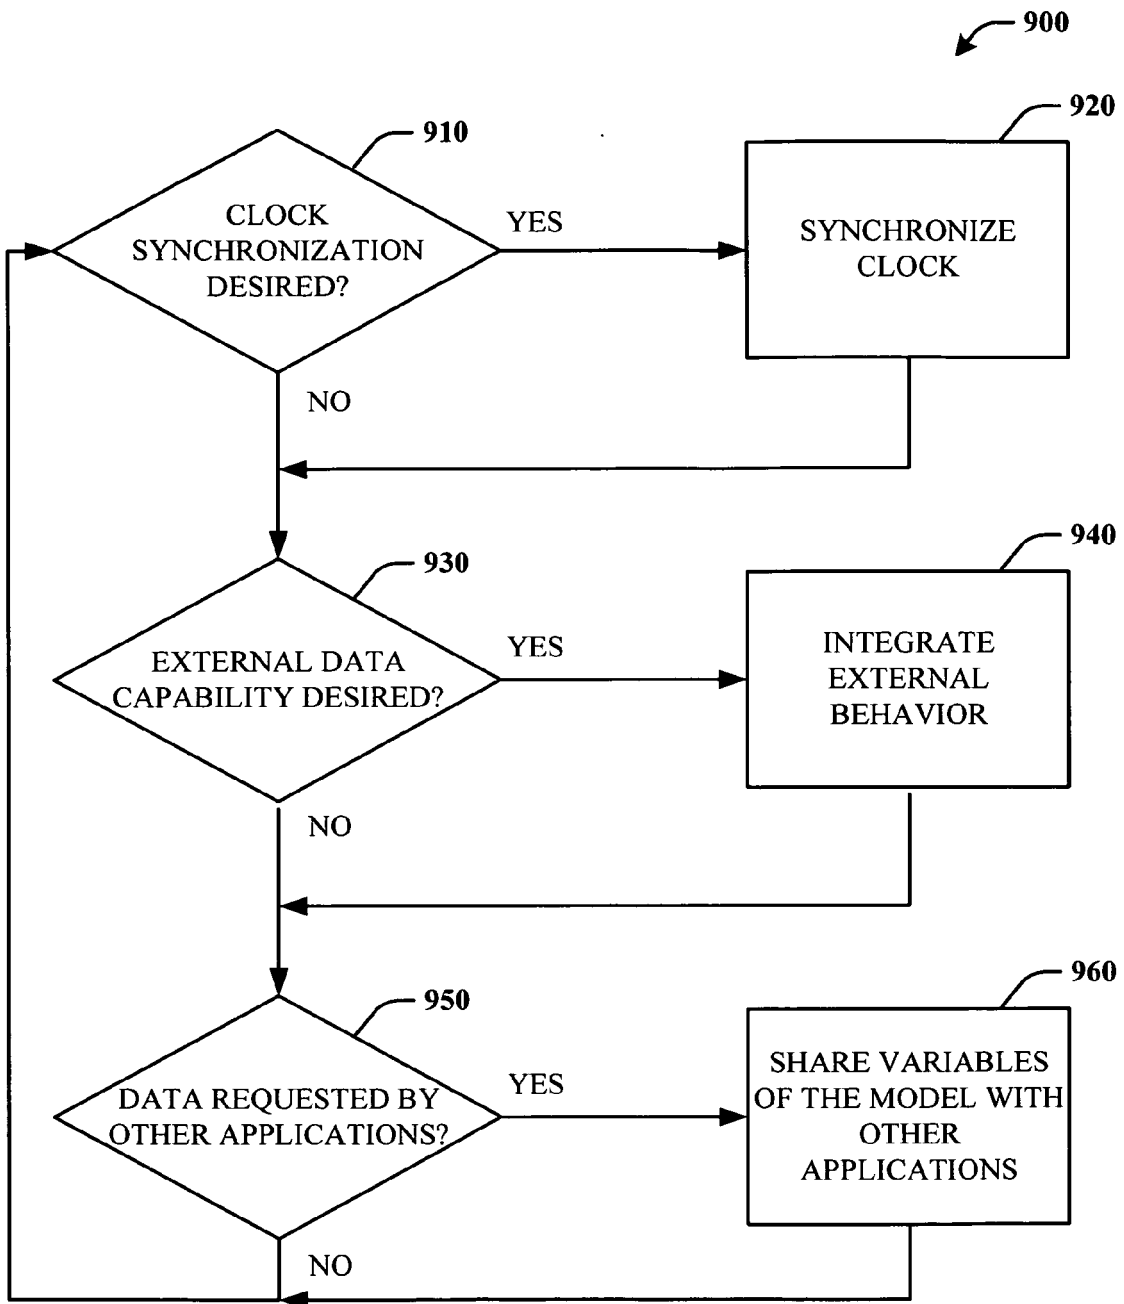 900
920
910
CLOCK
SYNCHRONIZATION
DESIRED?
YES
SYNCHRONIZE
CLOCK
NO
940
930
EXTERNAL DATA
CAPABILITY DESIRED?
YES
INTEGRATE
EXTERNAL
BEHAVIOR
NO
960
950
DATA REQUESTED BY
OTHER APPLICATIONS?
YES
SHARE VARIABLES
OF THE MODEL WITH
OTHER
APPLICATIONS
NO